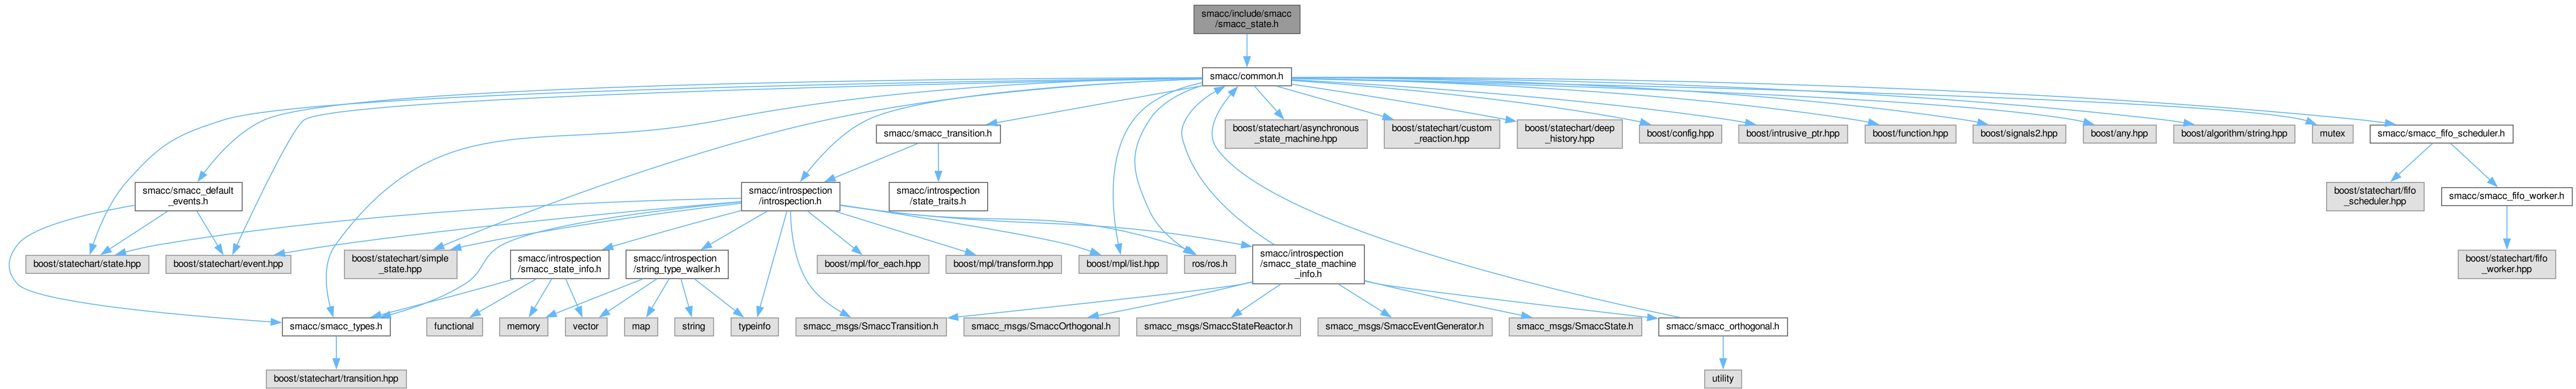 smacc/include/smacc
/smacc_state.h
smacc/common.h
smacc/smacc_transition.h
boost/statechart/asynchronous
_state_machine.hpp
boost/statechart/custom
_reaction.hpp
boost/statechart/deep
_history.hpp
boost/config.hpp
boost/intrusive_ptr.hpp
boost/function.hpp
boost/signals2.hpp
boost/any.hpp
boost/algorithm/string.hpp
mutex
smacc/smacc_fifo_scheduler.h
smacc/smacc_default
_events.h
smacc/introspection
/introspection.h
smacc/introspection
/state_traits.h
boost/statechart/fifo
_scheduler.hpp
smacc/smacc_fifo_worker.h
boost/statechart/state.hpp
boost/statechart/event.hpp
boost/statechart/simple
_state.hpp
smacc/introspection
/smacc_state_info.h
smacc/introspection
/string_type_walker.h
boost/mpl/for_each.hpp
boost/mpl/transform.hpp
boost/mpl/list.hpp
ros/ros.h
smacc/introspection
/smacc_state_machine
_info.h
boost/statechart/fifo
_worker.hpp
smacc/smacc_types.h
functional
memory
vector
map
string
typeinfo
smacc_msgs/SmaccTransition.h
smacc_msgs/SmaccOrthogonal.h
smacc_msgs/SmaccStateReactor.h
smacc_msgs/SmaccEventGenerator.h
smacc_msgs/SmaccState.h
smacc/smacc_orthogonal.h
boost/statechart/transition.hpp
utility